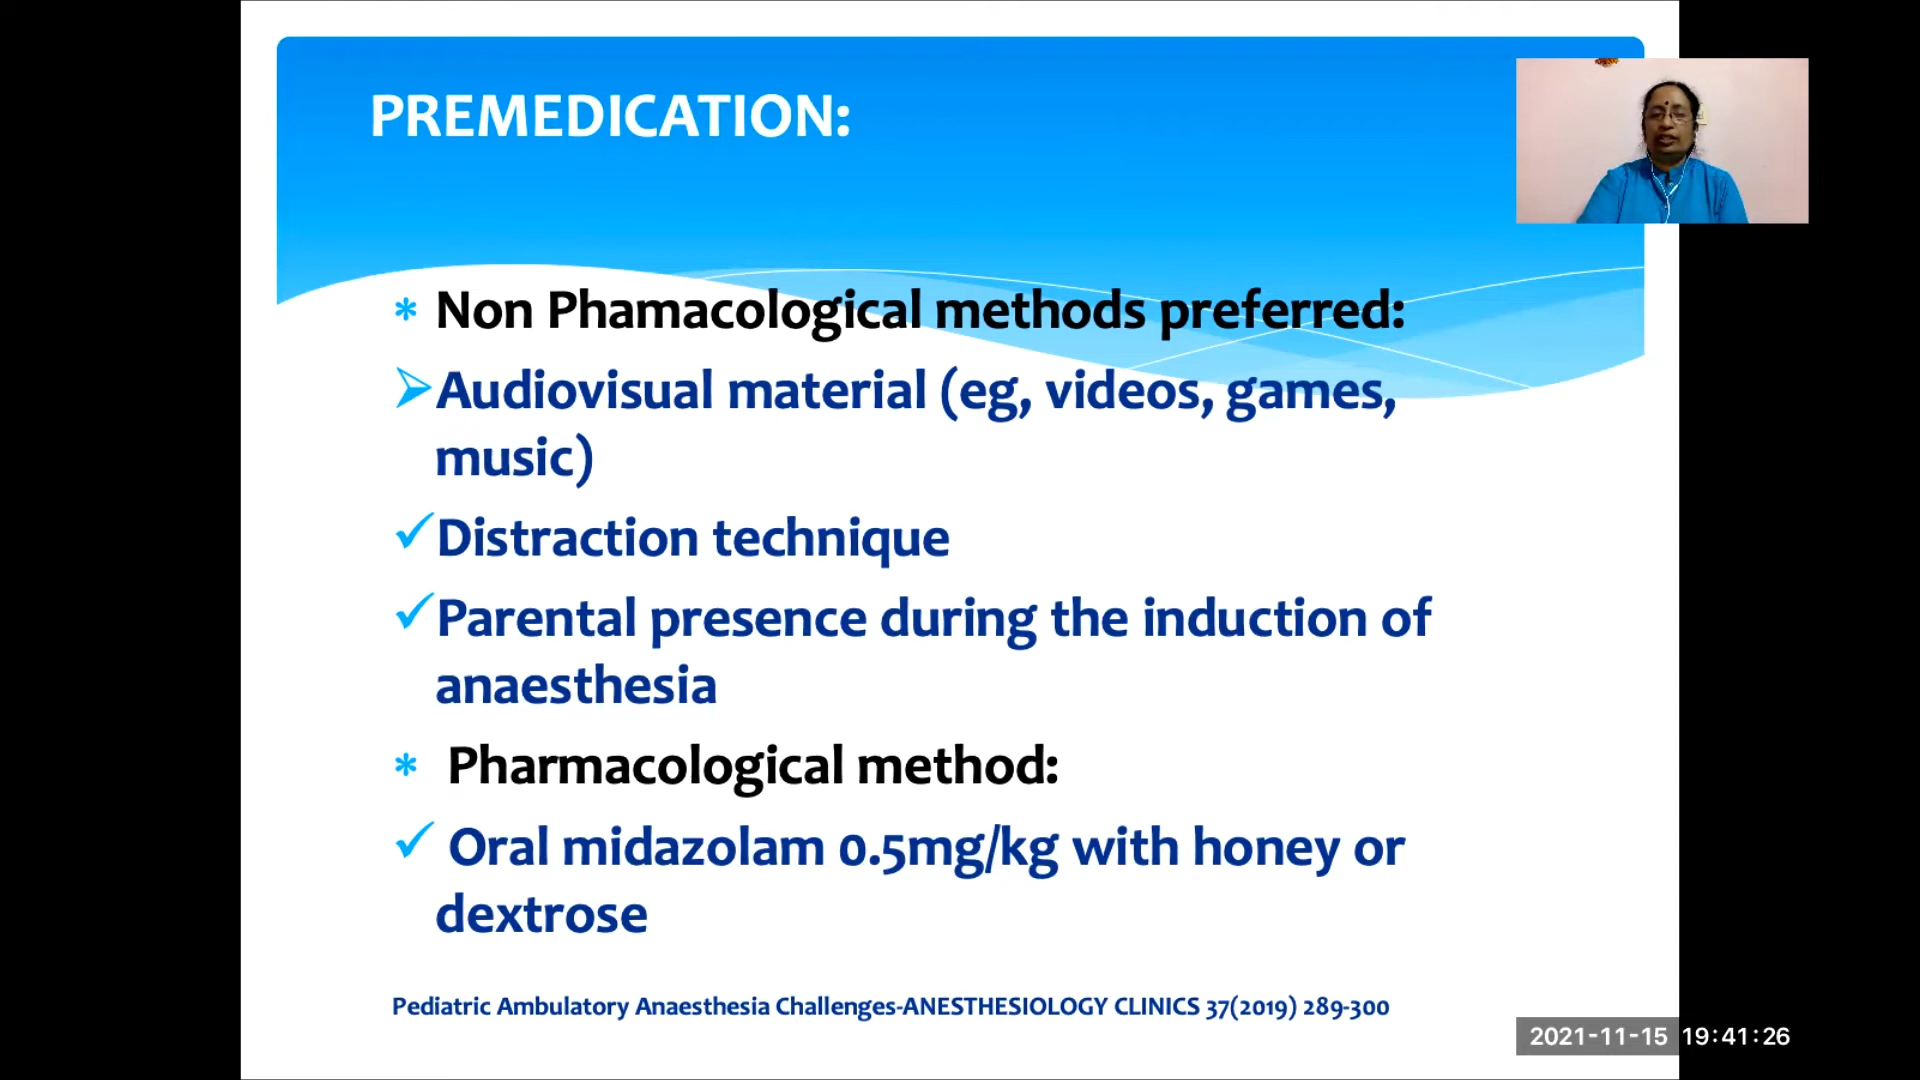 PREMEDICATION:
* Non Phamacological methods preferred:
➢Audiovisual material (eg, videos, games,
music)
✓Distraction technique
✓Parental presence during the induction of
anaesthesia
* Pharmacological method:
✓ Oral midazolam 0.5mg/kg with honey or
dextrose
Pediatric Ambulatory Anaesthesia Challenges-ANESTHESIOLOGY CLINICS 37(2019) 289-300
2021-11-15 19:41:26